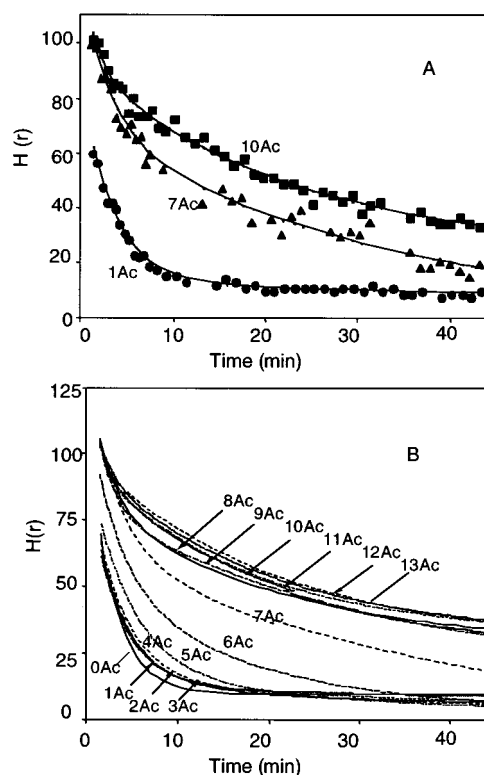 A
100
80
60
40
20
0
H (r)
10Ac
7Ac
1Ac
0 10 20 30 40
Time (min)
125
100
75
50
25
0
H(r)
B
8Ac
9Ac
10Ac
11Ac
12Ac
13Ac
7Ac
6Ac
5Ac
4Ac
0Ac
1Ac
2Ac
3Ac
0 10 20 30 40
Time (min)